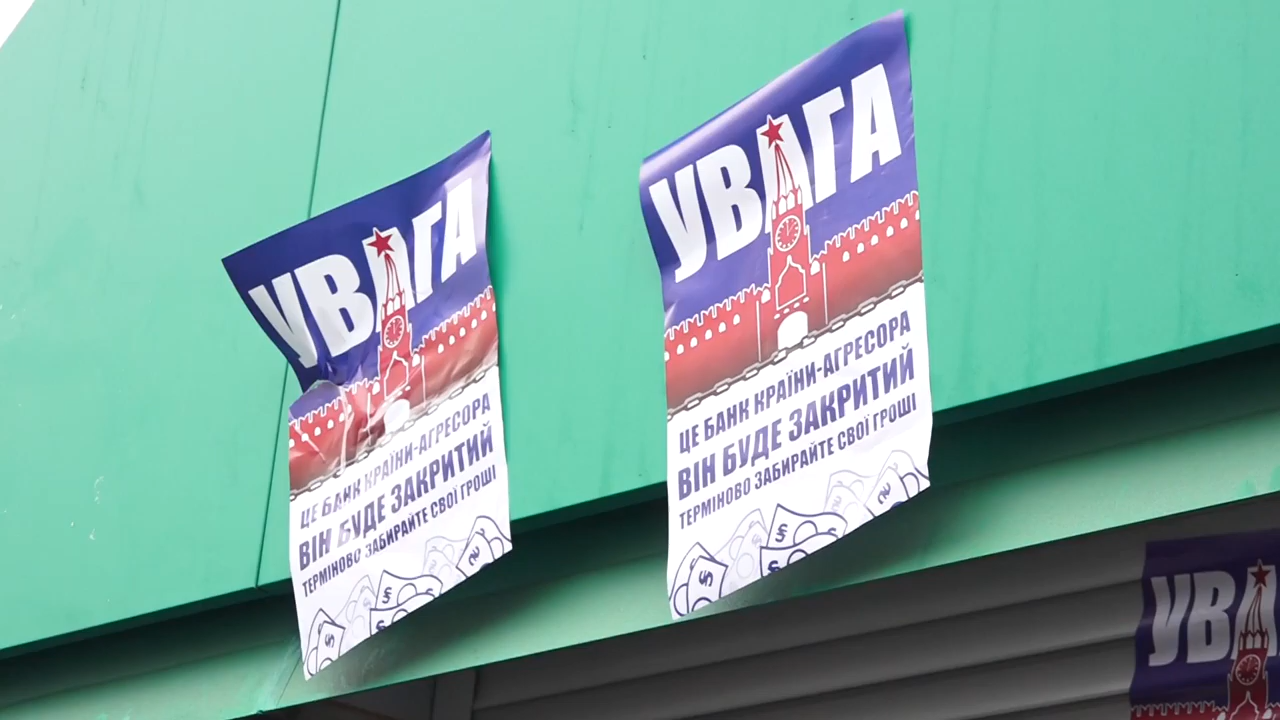 УВАГА
ЦЕ БАНК КРАЇНИ-АГРЕСОРА
ВІН БУДЕ ЗАКРИТИЙ
ТЕРМІНОВО ЗАБИРАЙТЕ СВОЇ ГРОШІ
УВАГА
ЦЕ БАНК КРАЇНИ-АГРЕСОРА
ВІН БУДЕ ЗАКРИТИЙ
ТЕРМІНОВО ЗАБИРАЙТЕ СВОЇ ГРОШІ
УВА